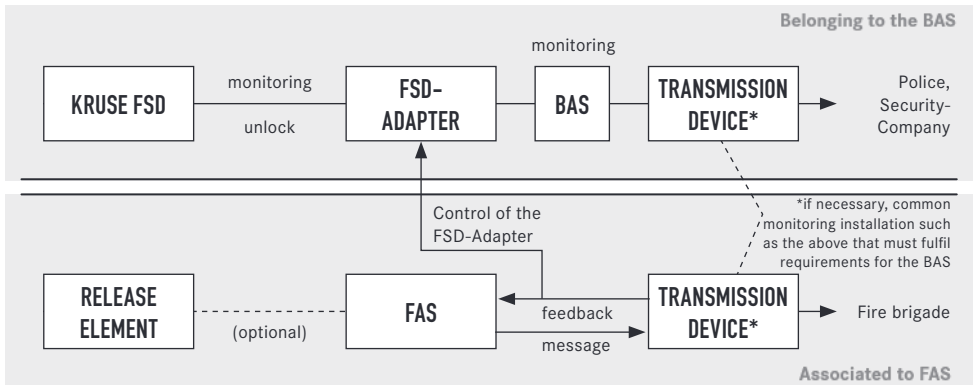 Belonging to the BAS
monitoring
KRUSE FSD
monitoring
unlock
FSD-
ADAPTER
BAS
TRANSMISSION
DEVICE*
Police,
Security-
Company
Control of the
FSD-Adapter
*if necessary, common
monitoring installation such
as the above that must fulfil
requirements for the BAS
RELEASE
ELEMENT
(optional)
FAS
feedback
message
TRANSMISSION
DEVICE*
Fire brigade
Associated to FAS